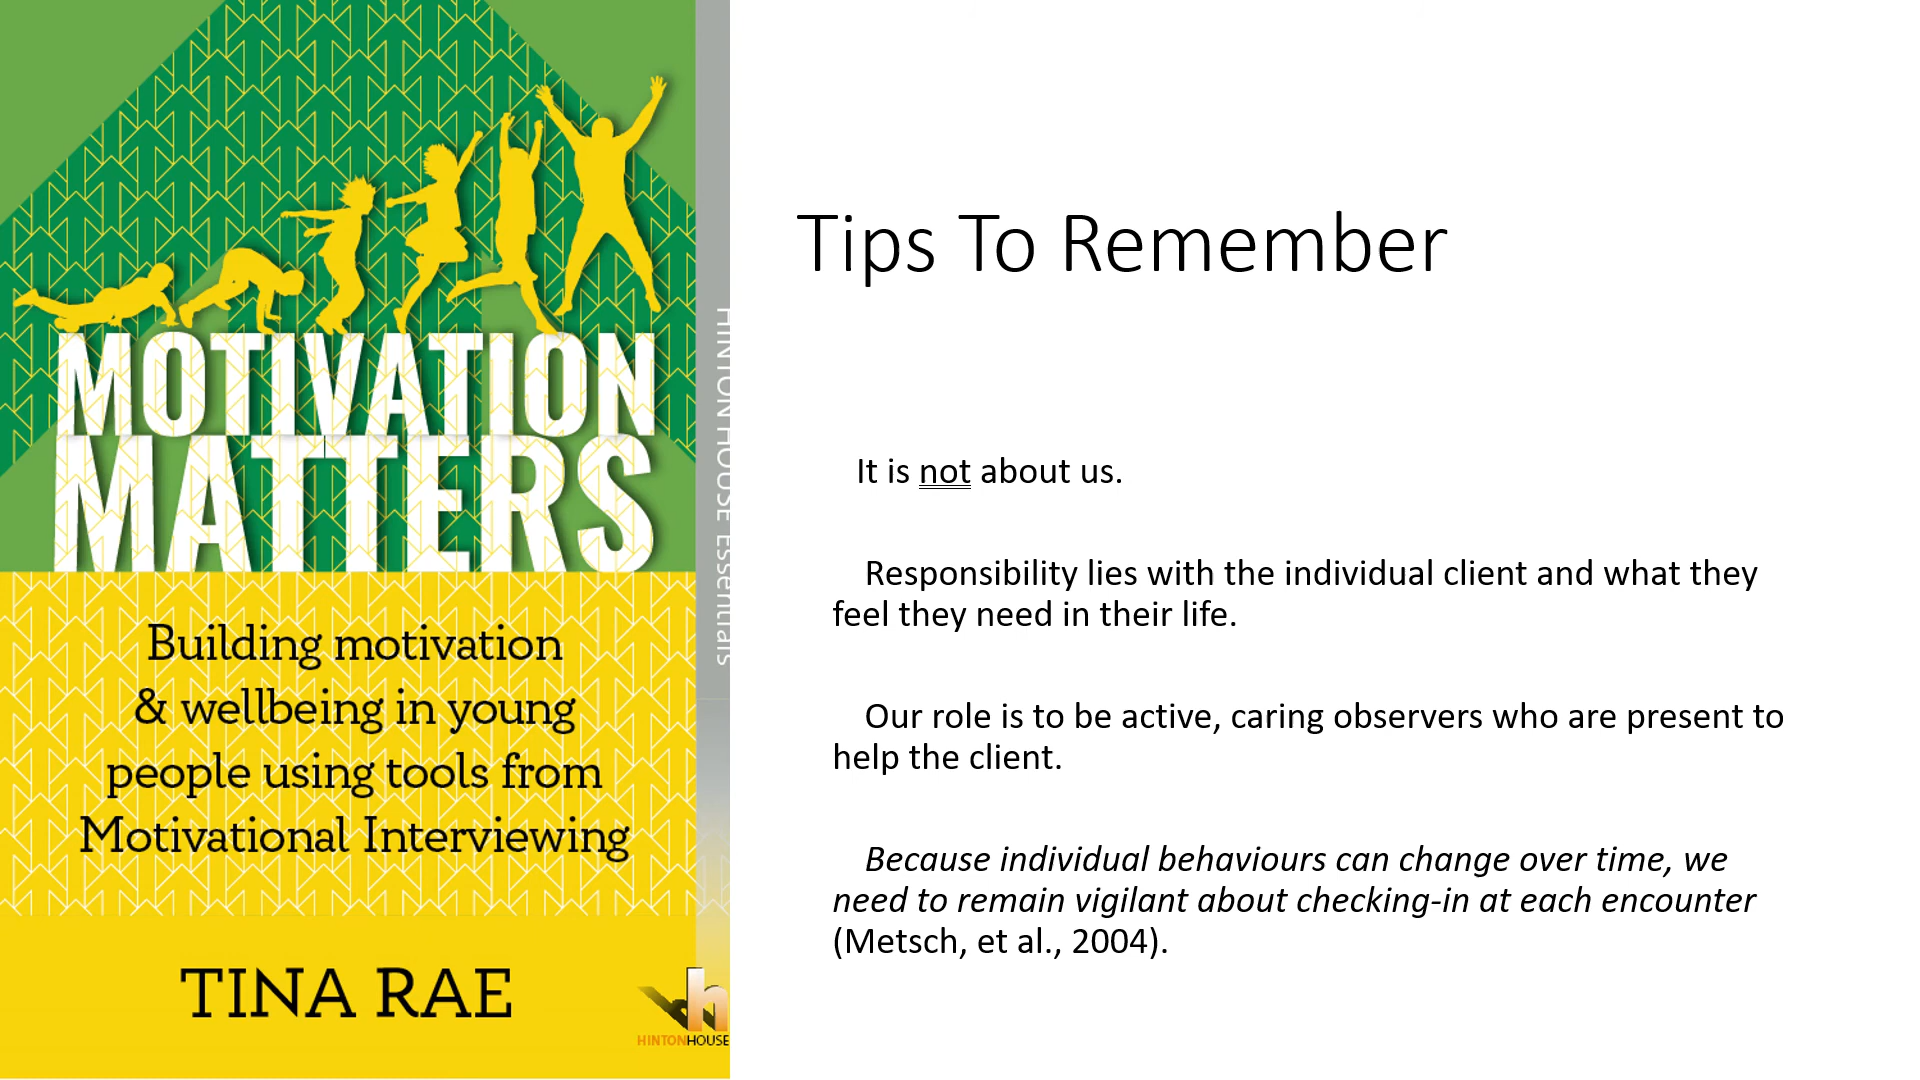 MOTIVATION
MATTERS
Building motivation
& wellbeing in young
people using tools from
Motivational Interviewing
TINA RAE
HINTON HOUSE Essentials
h
HINTONHOUSE
Tips To Remember
It is not about us.
Responsibility lies with the individual client and what they
feel they need in their life.
Our role is to be active, caring observers who are present to
help the client.
Because individual behaviours can change over time, we
need to remain vigilant about checking-in at each encounter
(Metsch, et al., 2004).